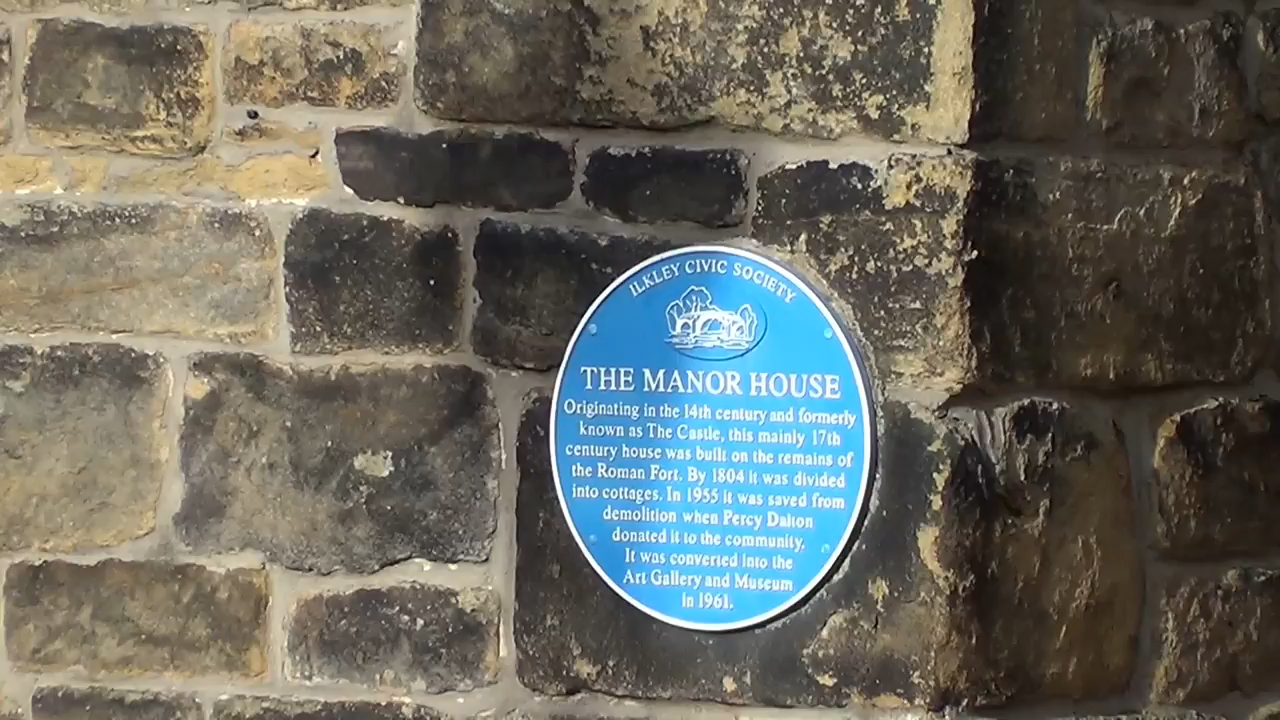 ILKLEY CIVIC SOCIETY
THE MANOR HOUSE
Originating in the 14th century and formerly
known as The Castle, this mainly 17th
century house was built on the remains of
the Roman Fort. By 1804 it was divided
into cottages. In 1955 it was saved from
demolition when Percy Dalton
donated it to the community.
It was converted into the
Art Gallery and Museum
in 1961.